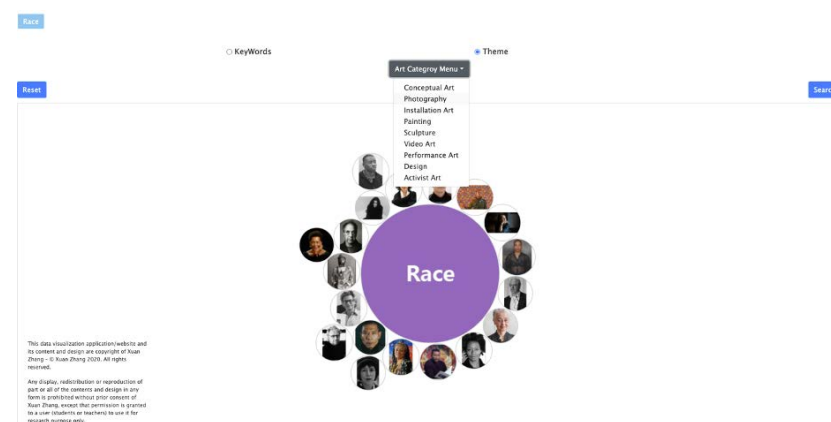 Race
KeyWords
Theme
Art Categroy Menu
Reset
Searc
Conceptual Art
Photography
Installation Art
Painting
Sculpture
Video Art
Performance Art
Design
Activist Art
Race
This data visualization application/website and
its content and design are copyright of Xuan
Zhang - © Xuan Zhang 2020. All rights
reserved.
Any display, redistribution or reproduction of
part or all of the contents and design in any
form is prohibited without prior consent of
Xuan Zhang, except that permission is granted
to a user (students or teachers) to use it for
research purpose only.